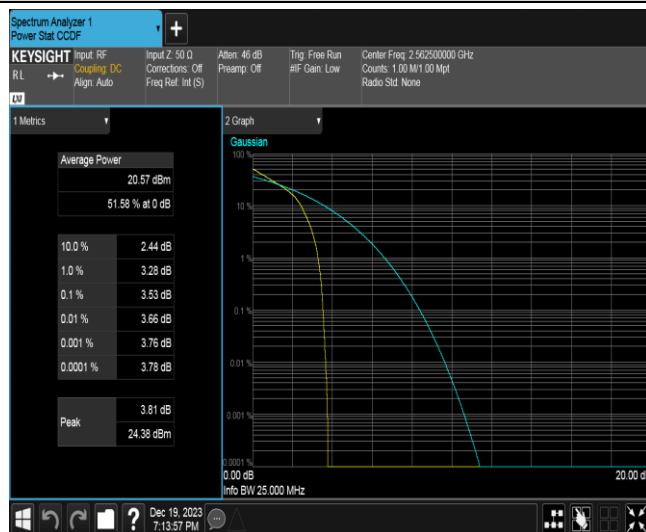 Spectrum Analyzer 1
Power Stat CCDF
KEYSIGHT
RL
Input: RF
Coupling: DC
Align: Auto
Input Z: 50 Ω
Corrections: Off
Freq Ref: Int (S)
Atten: 46 dB
Preamp: Off
Trig: Free Run
#IF Gain: Low
Center Freq: 2.562500000 GHz
Counts: 1.00 M/1.00 Mpt
Radio Std: None
1 Metrics
Average Power
20.57 dBm
51.58 % at 0 dB
10.0 % 2.44 dB
1.0 % 3.28 dB
0.1 % 3.53 dB
0.01 % 3.66 dB
0.001 % 3.76 dB
0.0001 % 3.78 dB
Peak
3.81 dB
24.38 dBm
2 Graph
Gaussian
100 %
10 %
1 %
0.1 %
0.01 %
0.001 %
0.0001 %
0.00 dB
20.00 d
Info BW 25.000 MHz
Dec 19, 2023
7:13:57 PM